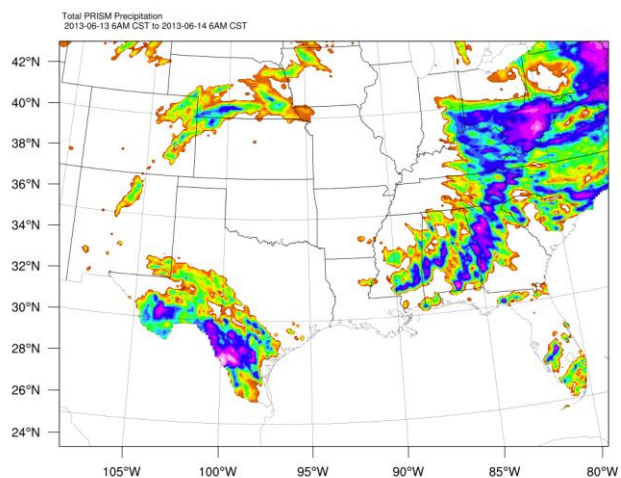 Total PRISM Precipitation
2013-06-13 6AM CST to 2013-06-14 6AM CST
42°N
40°N
38°N
36°N
34°N
32°N
30°N
28°N
26°N
24°N
105°W 100°W 95°W 90°W 85°W 80°W